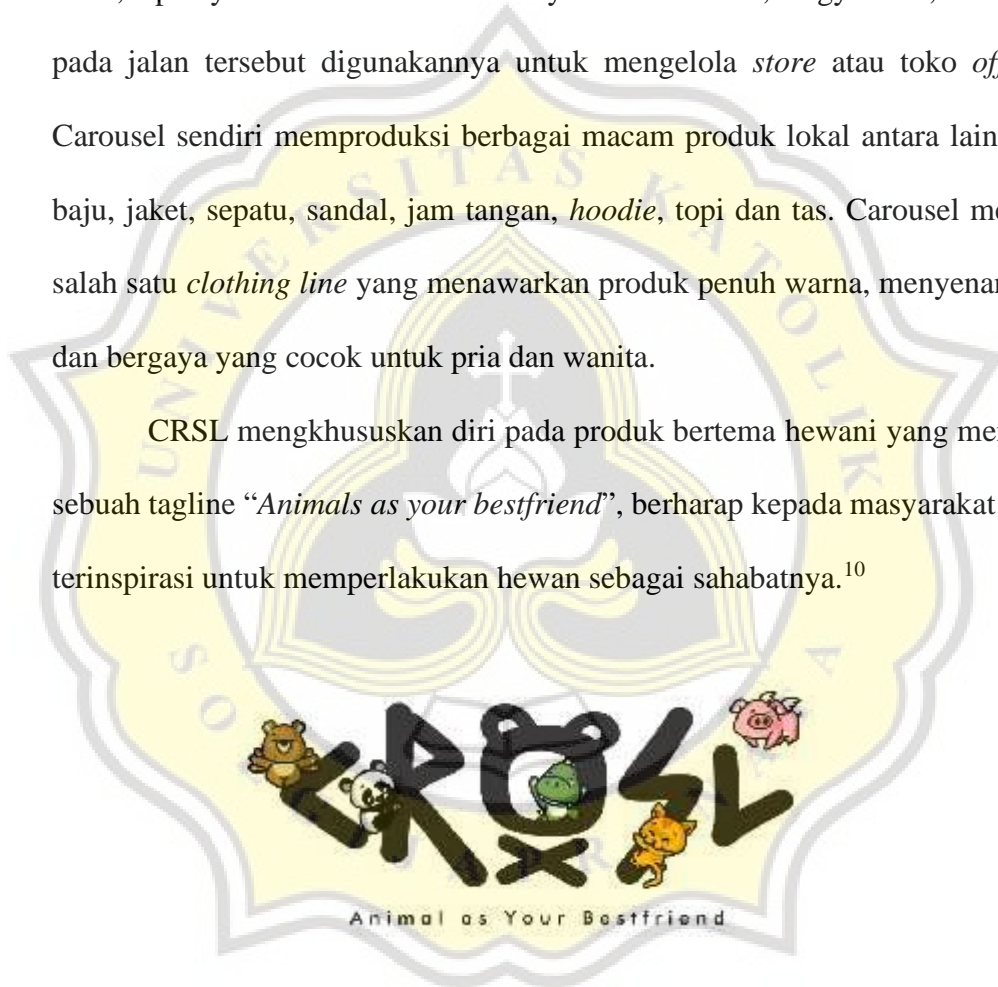 pada jalan tersebut digunakannya untuk mengelola store atau toko off
Carousel sendiri memproduksi berbagai macam produk lokal antara lain
baju, jaket, sepatu, sandal, jam tangan, hoodie, topi dan tas. Carousel me
salah satu clothing line yang menawarkan produk penuh warna, menyenan
dan bergaya yang cocok untuk pria dan wanita.
CRSL mengkhususkan diri pada produk bertema hewani yang me
sebuah tagline “Animals as your bestfriend”, berharap kepada masyarakat
terinspirasi untuk memperlakukan hewan sebagai sahabatnya.10
UNIVERSITAS KATOLIK
CRSL
Animal as Your Bestfriend